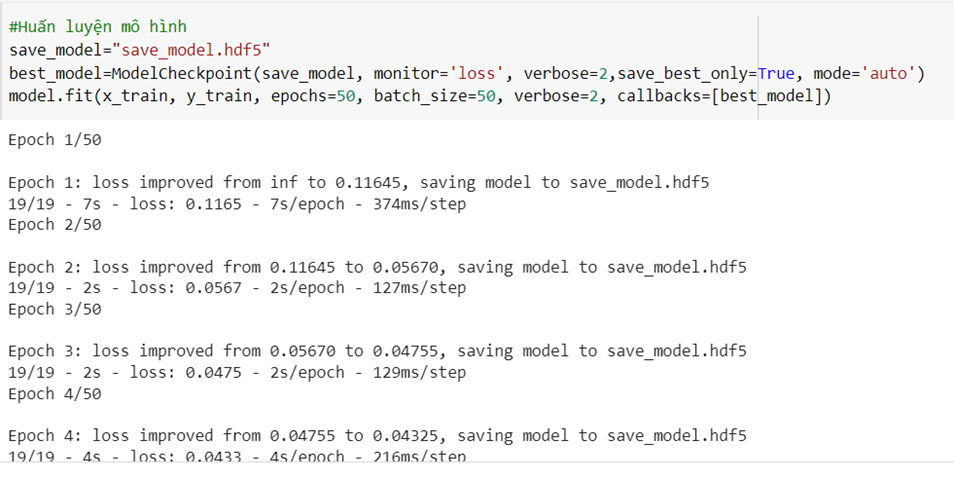 #Huấn luyện mô hình
save_model="save_model.hdf5"
best_model=ModelCheckpoint(save_model, monitor='loss', verbose=2,save_best_only=True, mode='auto')
model.fit(x_train, y_train, epochs=50, batch_size=50, verbose=2, callbacks=[best_model])
Epoch 1/50
Epoch 1: loss improved from inf to 0.11645, saving model to save_model.hdf5
19/19 - 7s - loss: 0.1165 - 7s/epoch - 374ms/step
Epoch 2/50
Epoch 2: loss improved from 0.11645 to 0.05670, saving model to save_model.hdf5
19/19 - 2s - loss: 0.0567 - 2s/epoch - 127ms/step
Epoch 3/50
Epoch 3: loss improved from 0.05670 to 0.04755, saving model to save_model.hdf5
19/19 - 2s - loss: 0.0475 - 2s/epoch - 129ms/step
Epoch 4/50
Epoch 4: loss improved from 0.04755 to 0.04325, saving model to save_model.hdf5
19/19 - 4s - loss: 0.0433 - 4s/epoch - 216ms/step